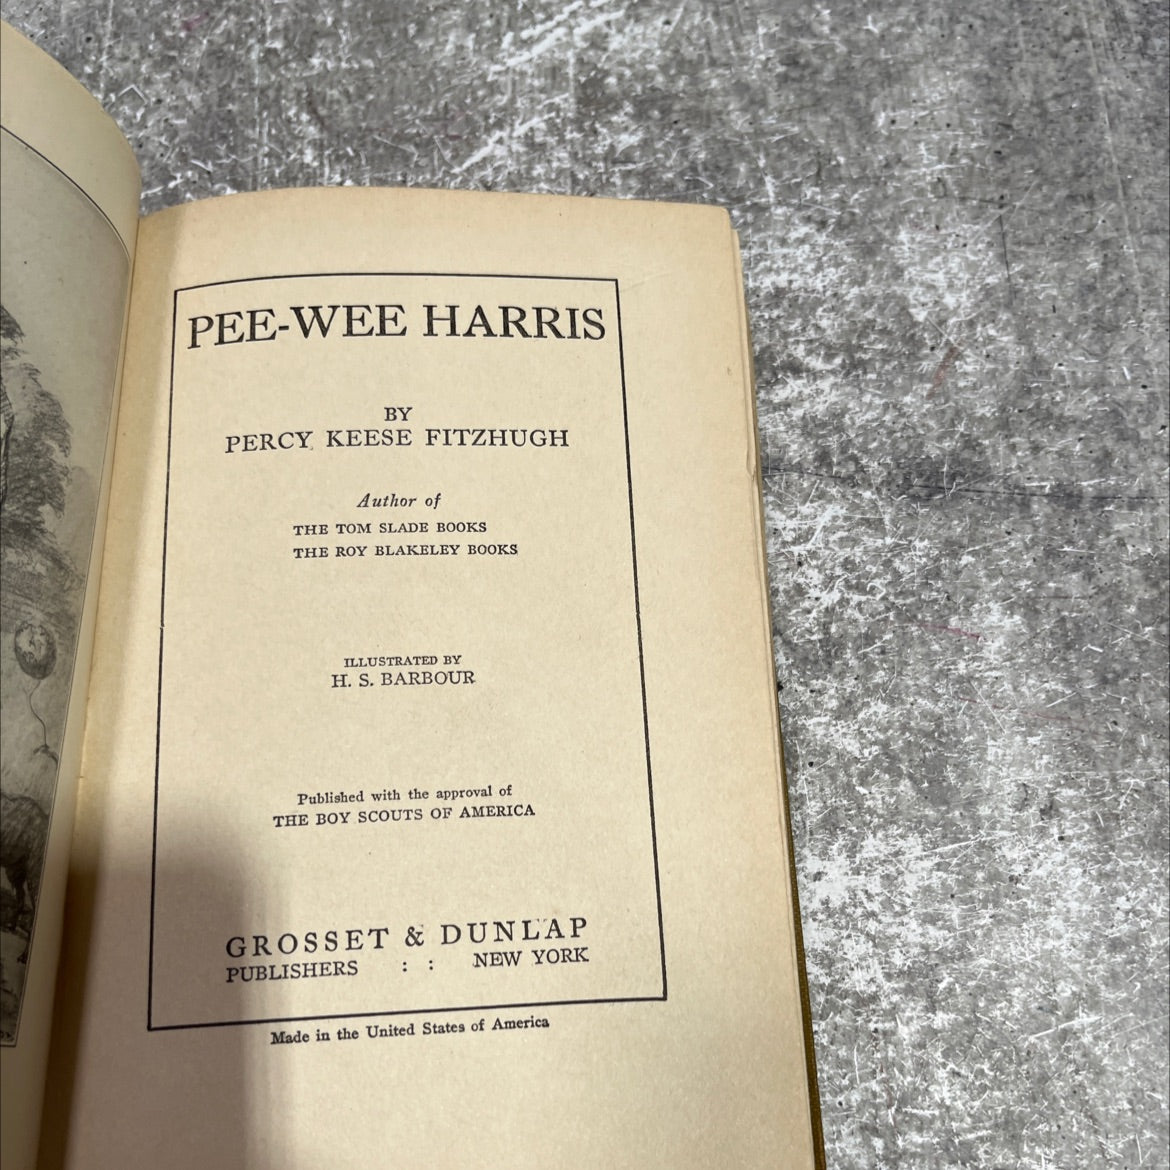 PEE-WEE HARRIS
BY
PERCY KEESE FITZHUGH
Author of
THE TOM SLADE BOOKS
THE ROY BLAKELEY BOOKS
ILLUSTRATED BY
H. S. BARBOUR
Published with the approval of
THE BOY SCOUTS OF AMERICA
GROSSET & DUNLAP
PUBLISHERS : : NEW YORK
Made in the United States of America